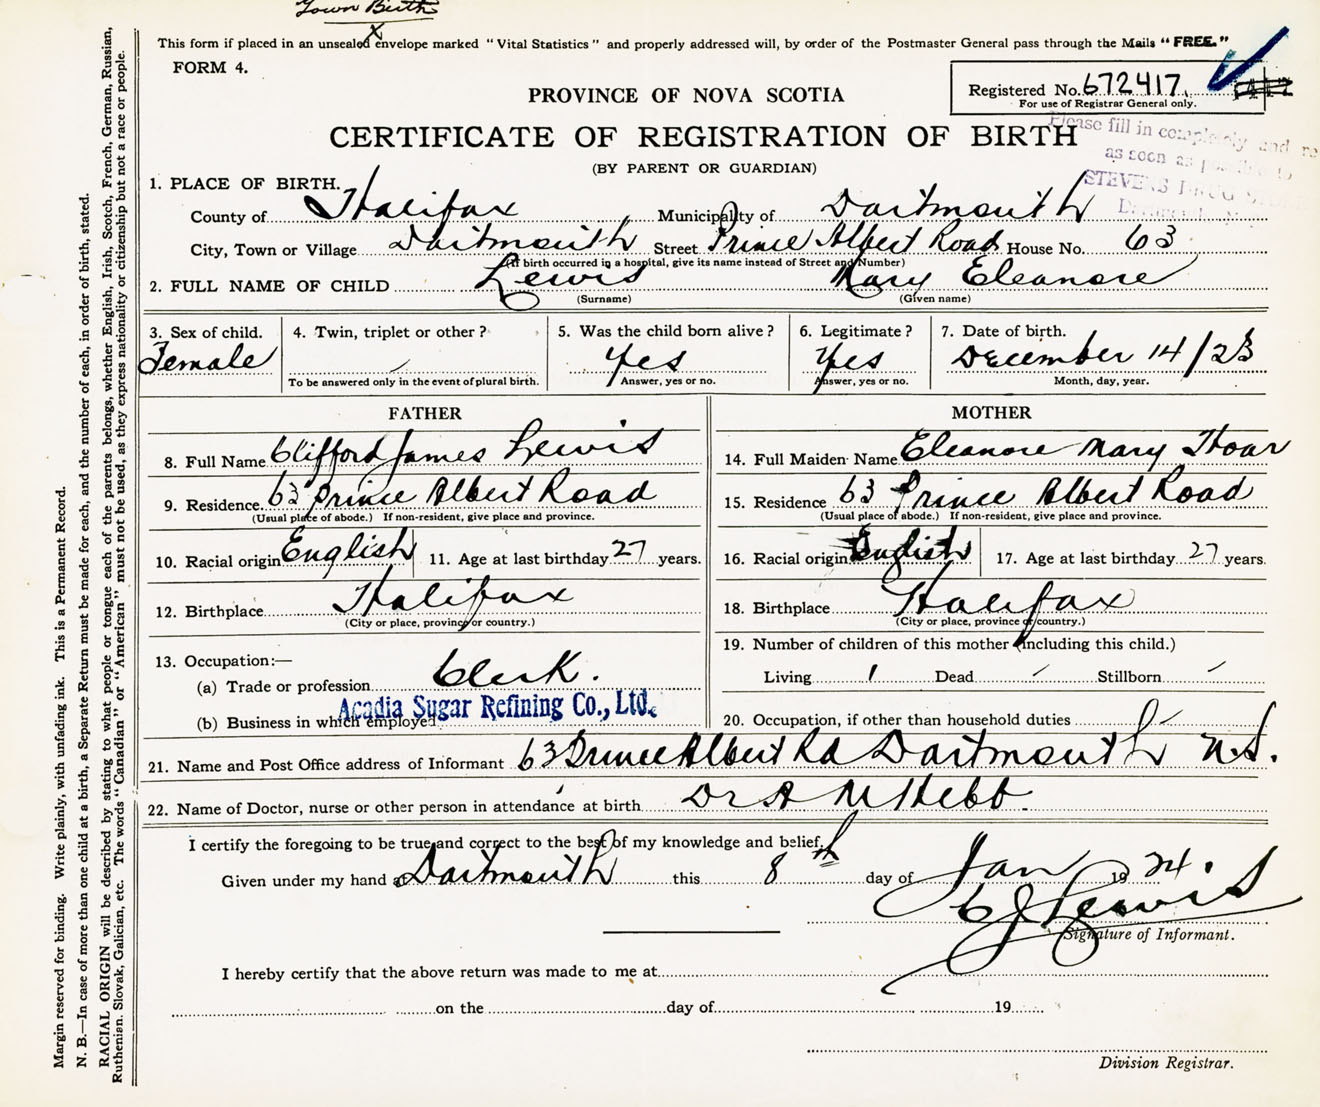 Town Birth
x
This form if placed in an unsealed envelope marked "Vital Statistics" and properly addressed will, by order of the Postmaster General pass through the Mails "FREE."
FORM 4.
Registered No. 672417
For use of Registrar General only.
PROVINCE OF NOVA SCOTIA
CERTIFICATE OF REGISTRATION OF BIRTH
Please fill in completely and
as soon as
STEVENS DRUG
(BY PARENT OR GUARDIAN)
1. PLACE OF BIRTH.
County of Halifax Municipality of Dartmouth
City, Town or Village Dartmouth Street Prince Albert Road House No. 63
(If birth occurred in a hospital, give its name instead of Street and Number)
2. FULL NAME OF CHILD Lewis Mary Eleanore
(Surname) (Given name)
3. Sex of child. 4. Twin, triplet or other? 5. Was the child born alive? 6. Legitimate? 7. Date of birth.
Female / yes yes December 14/23
To be answered only in the event of plural birth. Answer, yes or no. Answer, yes or no. Month, day, year.
FATHER
8. Full Name Clifford James Lewis
9. Residence 63 Prince Albert Road
(Usual place of abode.) If non-resident, give place and province.
10. Racial origin English 11. Age at last birthday 27 years.
12. Birthplace Halifax
(City or place, province or country.)
13. Occupation:—
(a) Trade or profession Clerk.
(b) Business in which employed Acadia Sugar Refining Co., Ltd.
MOTHER
14. Full Maiden Name Eleanore Mary Hoar
15. Residence 63 Prince Albert Road
(Usual place of abode.) If non-resident, give place and province.
16. Racial origin English 17. Age at last birthday 27 years.
18. Birthplace Halifax
(City or place, province or country.)
19. Number of children of this mother (including this child.)
Living 1 Dead / Stillborn /
20. Occupation, if other than household duties
21. Name and Post Office address of Informant 63 Prince Albert Rd Dartmouth N.S.
22. Name of Doctor, nurse or other person in attendance at birth Dr A M Hebb.
I certify the foregoing to be true and correct to the best of my knowledge and belief.
Given under my hand Dartmouth this 8th day of Jan 1924.
C J Lewis
Signature of Informant.
I hereby certify that the above return was made to me at
on the day of 19
Division Registrar.
Margin reserved for binding. Write plainly, with unfading ink. This is a Permanent Record.
N. B.—In case of more than one child at a birth, a Separate Return must be made for each, and the number of each, in order of birth, stated.
RACIAL ORIGIN will be described by stating to what people or tongue each of the parents belongs, whether English, Irish, Scotch, French, German, Russian,
Ruthenian, Slovak, Galician, etc. The words "Canadian" or "American" must not be used, as they express nationality or citizenship but not a race or people.